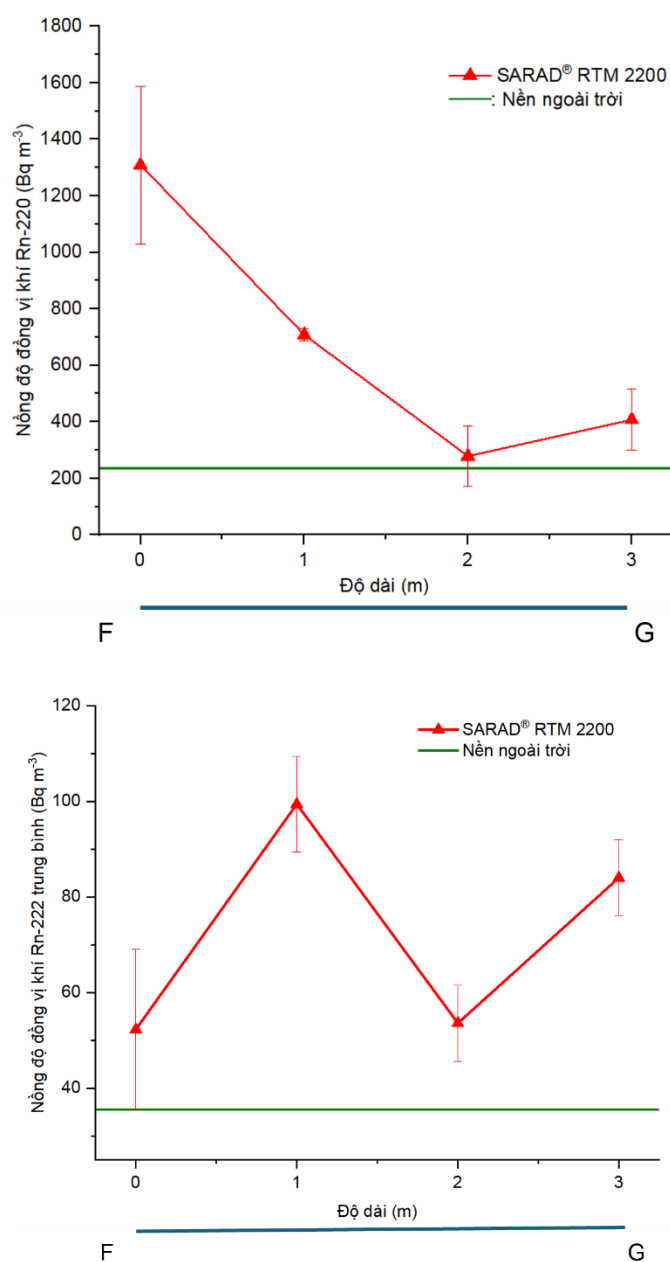 1800
1600
1400
1200
1000
800
600
400
200
0
Nồng độ đồng vị khí Rn-220 (Bq m⁻³)
SARAD® RTM 2200
: Nền ngoài trời
0 1 2 3
Độ dài (m)
F G
120
100
80
60
40
Nồng độ đồng vị khí Rn-222 trung bình (Bq m⁻³)
SARAD® RTM 2200
Nền ngoài trời
0 1 2 3
Độ dài (m)
F G